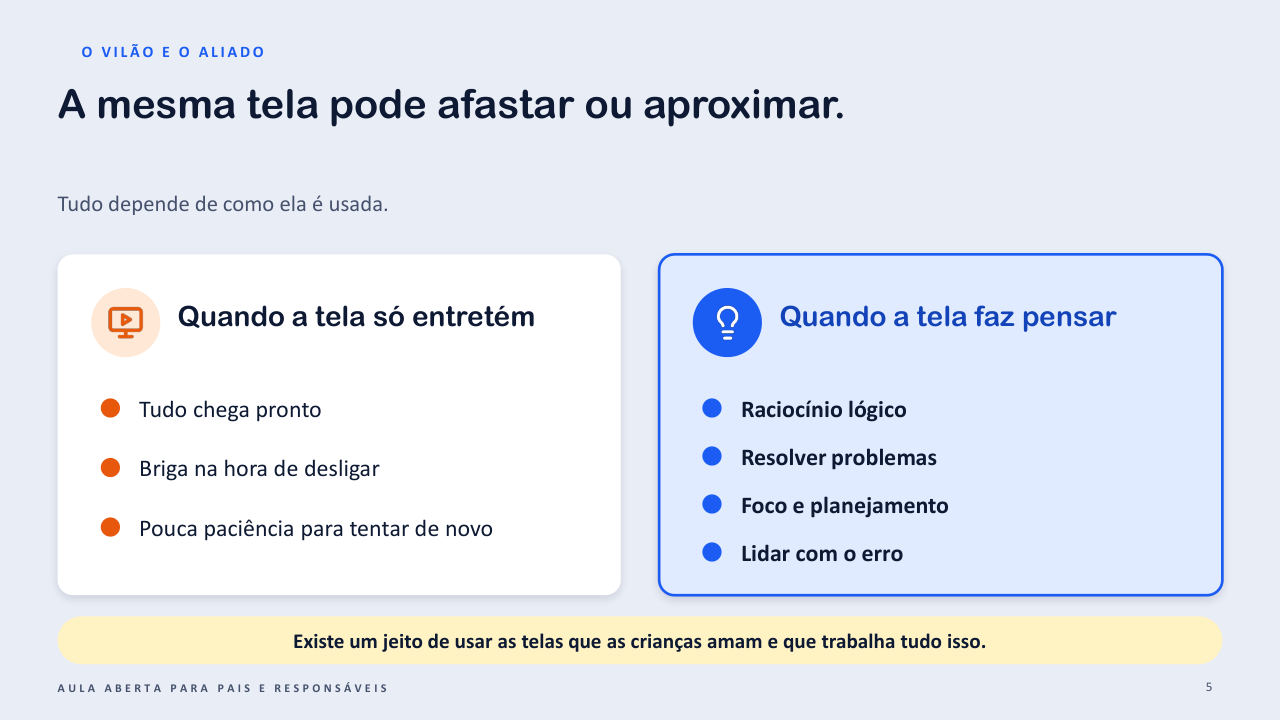 O VILÃO E O ALIADO
A mesma tela pode afastar ou aproximar.
Tudo depende de como ela é usada.
Quando a tela só entretém
Tudo chega pronto
Briga na hora de desligar
Pouca paciência para tentar de novo
Quando a tela faz pensar
Raciocínio lógico
Resolver problemas
Foco e planejamento
Lidar com o erro
Existe um jeito de usar as telas que as crianças amam e que trabalha tudo isso.
AULA ABERTA PARA PAIS E RESPONSÁVEIS
5